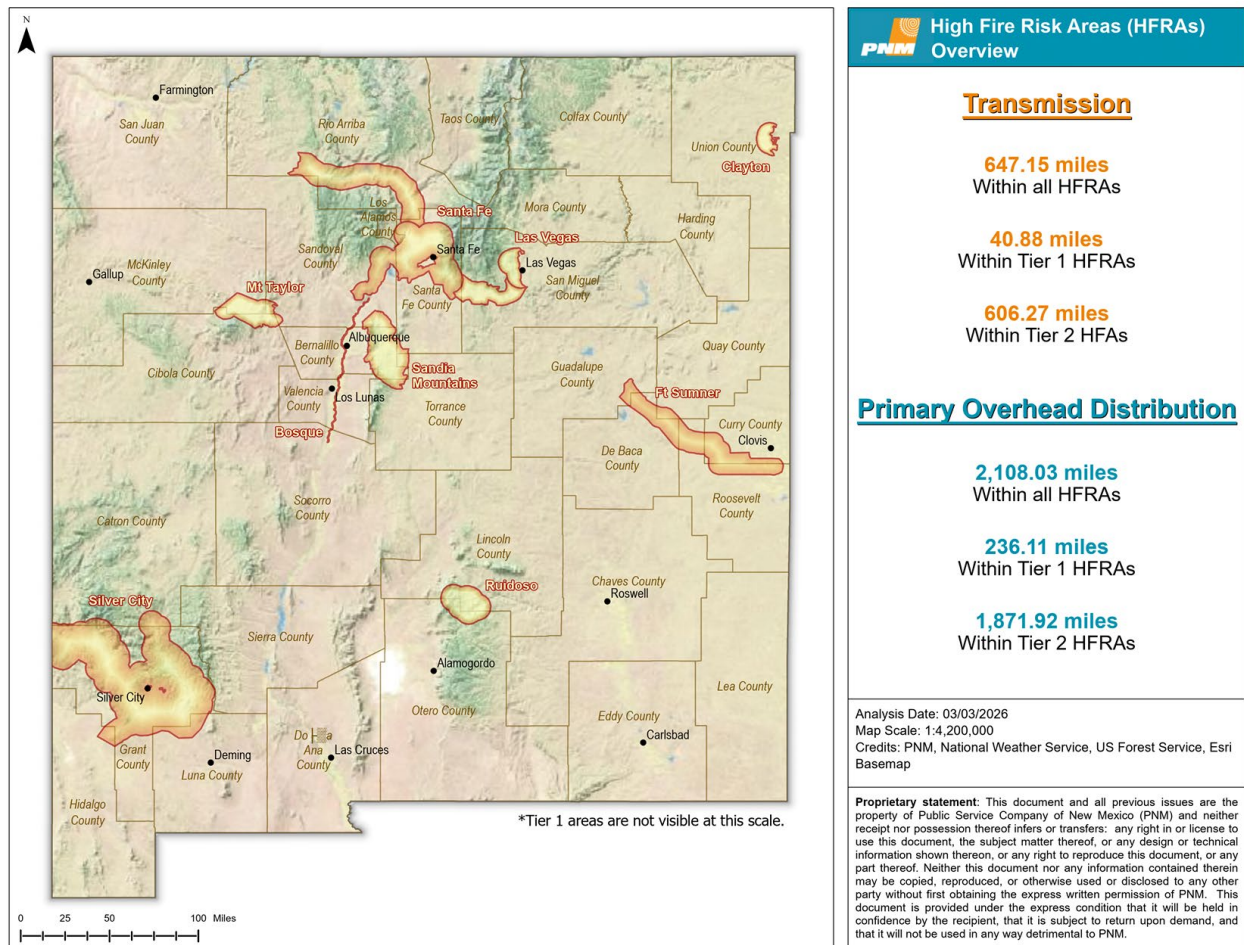 N
Farmington
San Juan
County
Rio Arriba
County
Taos County
Colfax County
Union County
Clayton
Los
Alamos
County
Santa Fe
Mora County
Harding
County
Sandoval
County
Santa Fe
Las Vegas
Las Vegas
McKinley
County
Gallup
Mt Taylor
Santa
Fe County
San Miguel
County
Albuquerque
Bernalillo
County
Quay County
Cibola County
Sandia
Mountains
Guadalupe
County
Valencia
County
Los Lunas
Torrance
County
Ft Sumner
Bosque
Curry County
Clovis
De Baca
County
Socorro
County
Roosevelt
County
Catron County
Lincoln
County
Chaves County
Roswell
Ruidoso
Silver City
Sierra County
Silver City
Alamogordo
Lea County
Otero County
Eddy County
Carlsbad
Ana
County
Las Cruces
Grant
County
Deming
Luna County
Hidalgo
County
*Tier 1 areas are not visible at this scale.
0 25 50 100 Miles
PNM
High Fire Risk Areas (HFRAs)
Overview
Transmission
647.15 miles
Within all HFRAs
40.88 miles
Within Tier 1 HFRAs
606.27 miles
Within Tier 2 HFAs
Primary Overhead Distribution
2,108.03 miles
Within all HFRAs
236.11 miles
Within Tier 1 HFRAs
1,871.92 miles
Within Tier 2 HFRAs
Analysis Date: 03/03/2026
Map Scale: 1:4,200,000
Credits: PNM, National Weather Service, US Forest Service, Esri
Basemap
Proprietary statement: This document and all previous issues are the
property of Public Service Company of New Mexico (PNM) and neither
receipt nor possession thereof infers or transfers: any right in or license to
use this document, the subject matter thereof, or any design or technical
information shown thereon, or any right to reproduce this document, or any
part thereof. Neither this document nor any information contained therein
may be copied, reproduced, or otherwise used or disclosed to any other
party without first obtaining the express written permission of PNM. This
document is provided under the express condition that it will be held in
confidence by the recipient, that it is subject to return upon demand, and
that it will not be used in any way detrimental to PNM.